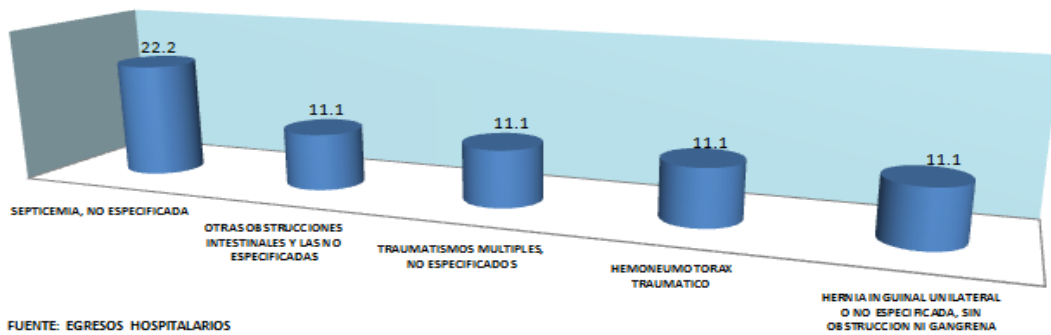 22.2
11.1
11.1
11.1
11.1
SEPTICEMIA, NO ESPECIFICADA
OTRAS OBSTRUCCIONES
INTESTINALES Y LAS NO
ESPECIFICADAS
TRAUMATISMOS MULTIPLES,
NO ESPECIFICADOS
HEMONEUMOTORAX
TRAUMATICO
HERNIA INGUINAL UNILATERAL
O NO ESPECIFICADA, SIN
OBSTRUCCION NI GANGRENA
FUENTE: EGRESOS HOSPITALARIOS